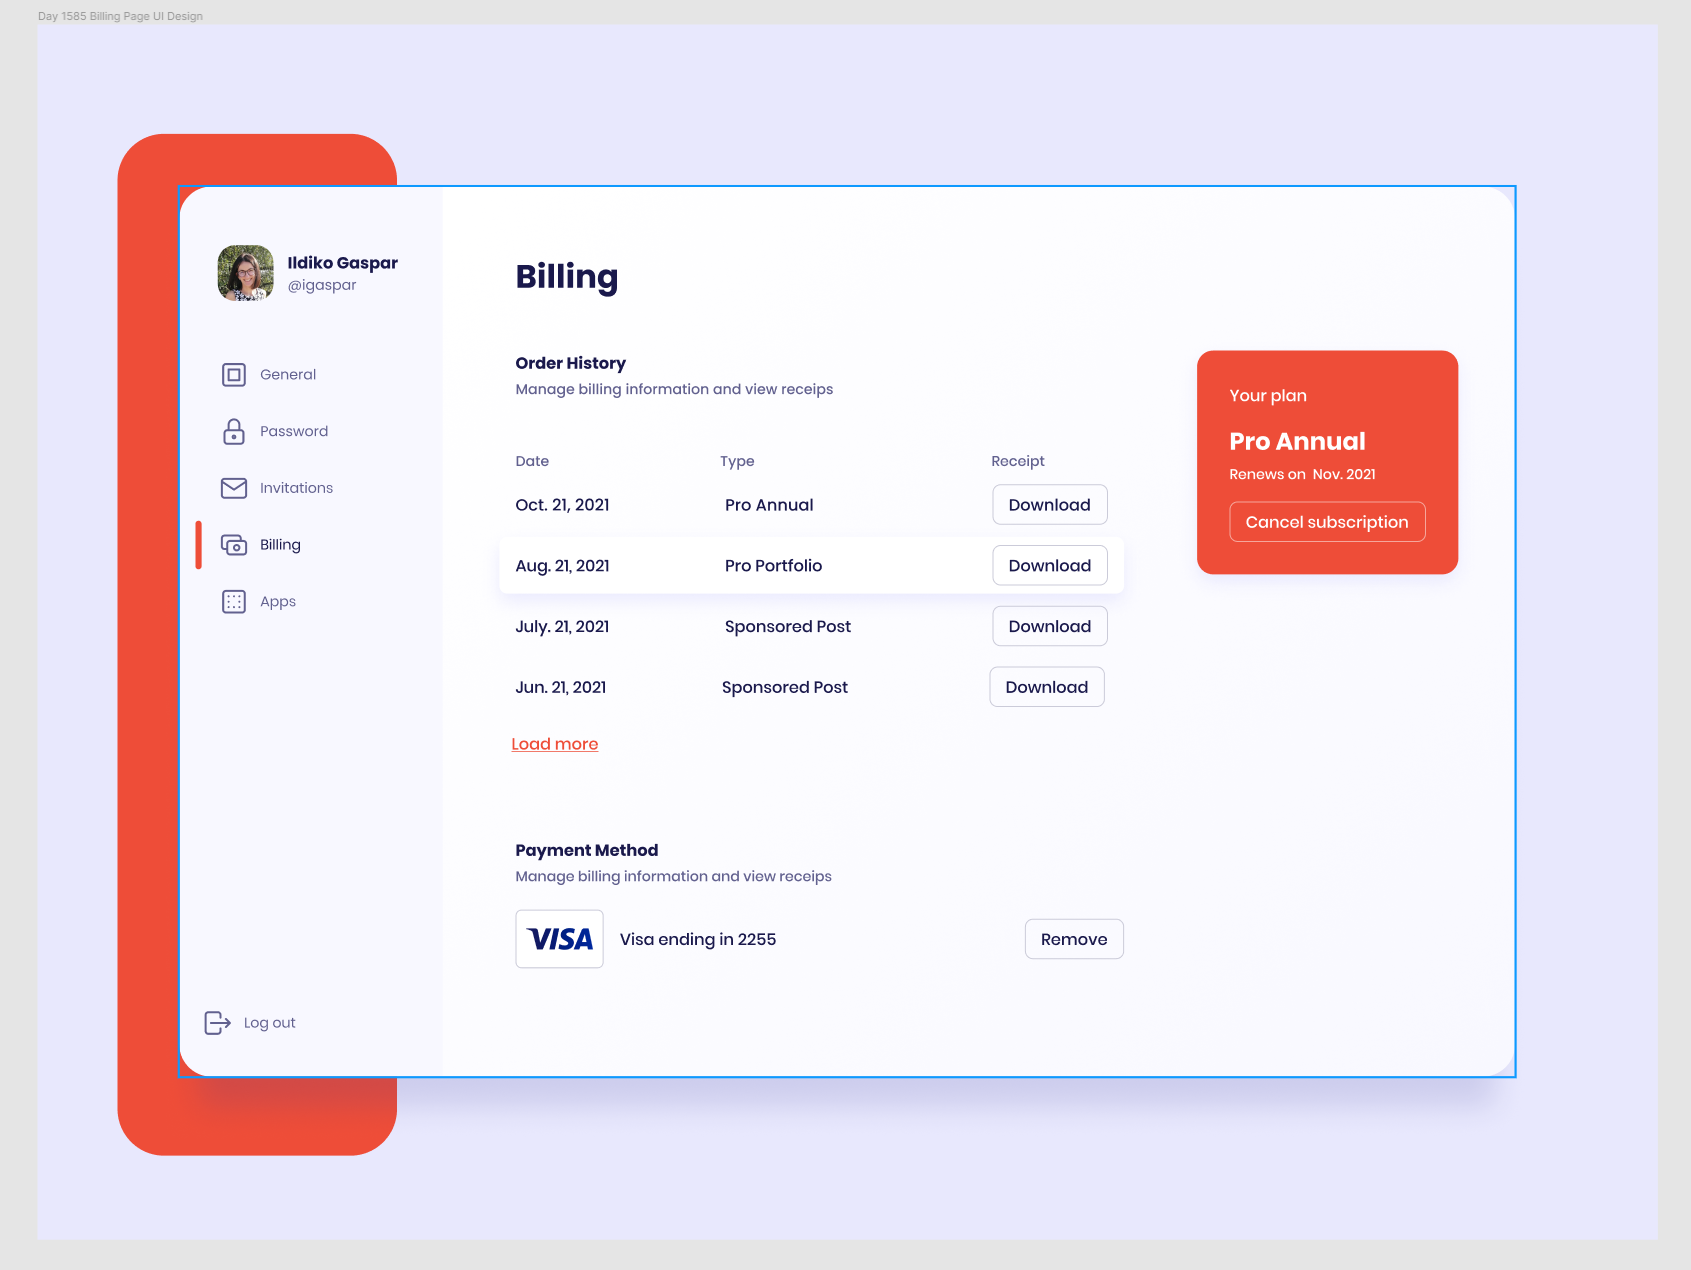 Day 1585 Billing Page UI Design
Ildiko Gaspar
@igaspar
General
Password
Invitations
Billing
Apps
Log out
Billing
Order History
Manage billing information and view receips
Date Type Receipt
Oct. 21, 2021 Pro Annual Download
Aug. 21, 2021 Pro Portfolio Download
July. 21, 2021 Sponsored Post Download
Jun. 21, 2021 Sponsored Post Download
Load more
Payment Method
Manage billing information and view receips
VISA Visa ending in 2255 Remove
Your plan
Pro Annual
Renews on Nov. 2021
Cancel subscription